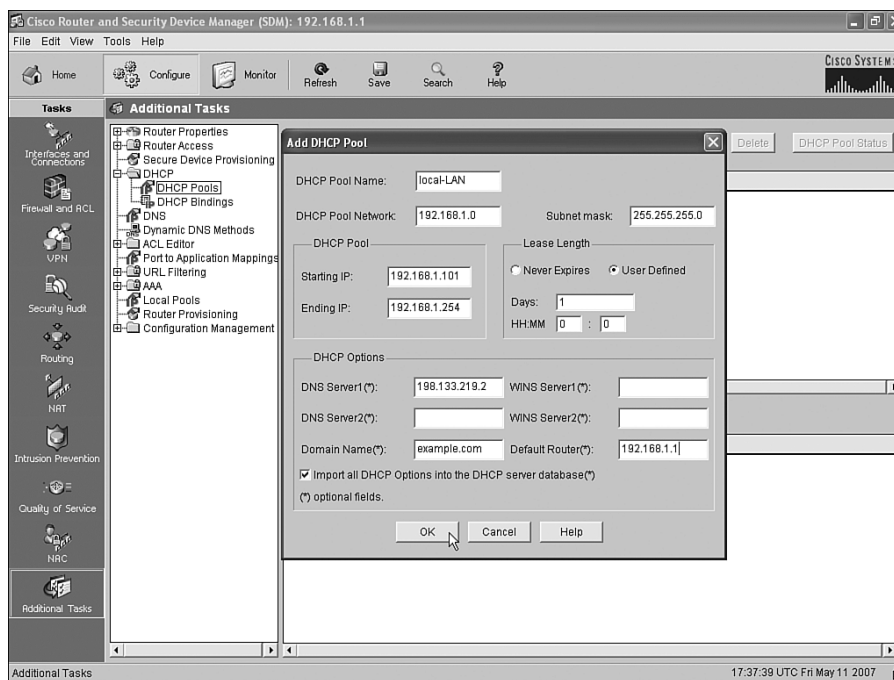 Cisco Router and Security Device Manager (SDM): 192.168.1.1
File Edit View Tools Help
Home Configure Monitor Refresh Save Search Help
CISCO SYSTEMS
Tasks
Additional Tasks
Interfaces and Connections
Firewall and ACL
VPN
Security Audit
Routing
NAT
Intrusion Prevention
Quality of Service
NAC
Additional Tasks
Router Properties
Router Access
Secure Device Provisioning
DHCP
DHCP Pools
DHCP Bindings
DNS
Dynamic DNS Methods
ACL Editor
Port to Application Mappings
URL Filtering
AAA
Local Pools
Router Provisioning
Configuration Management
Delete DHCP Pool Status
Add DHCP Pool
DHCP Pool Name: local-LAN
DHCP Pool Network: 192.168.1.0 Subnet mask: 255.255.255.0
DHCP Pool
Starting IP: 192.168.1.101
Ending IP: 192.168.1.254
Lease Length
Never Expires User Defined
Days: 1
HH:MM 0 : 0
DHCP Options
DNS Server1(*): 198.133.219.2 WINS Server1(*):
DNS Server2(*): WINS Server2(*):
Domain Name(*): example.com Default Router(*): 192.168.1.1
Import all DHCP Options into the DHCP server database(*)
(*) optional fields.
OK Cancel Help
Additional Tasks 17:37:39 UTC Fri May 11 2007